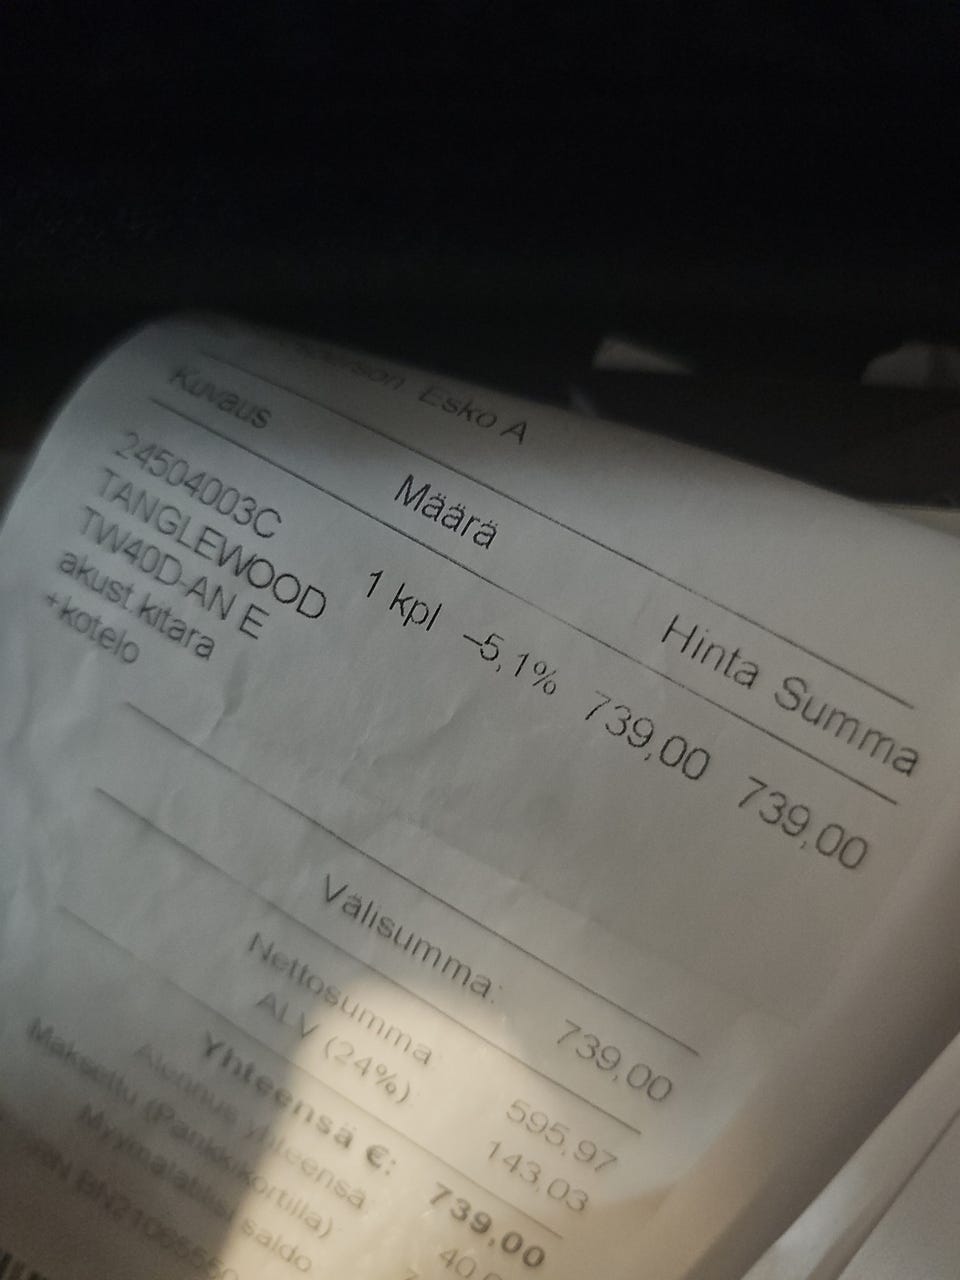 Esko A
Kuvaus Määrä Hinta Summa
24504003C
TANGLEWOOD 1 kpl -5,1% 739,00 739,00
TW40D-AN E
akust kitara
+kotelo
Välisumma: 739,00
Nettosumma 595,97
ALV (24%) 143,03
Yhteensä €: 739,00
Alennus yhteensä
Maksettu (Pankkikortilla)
saldo